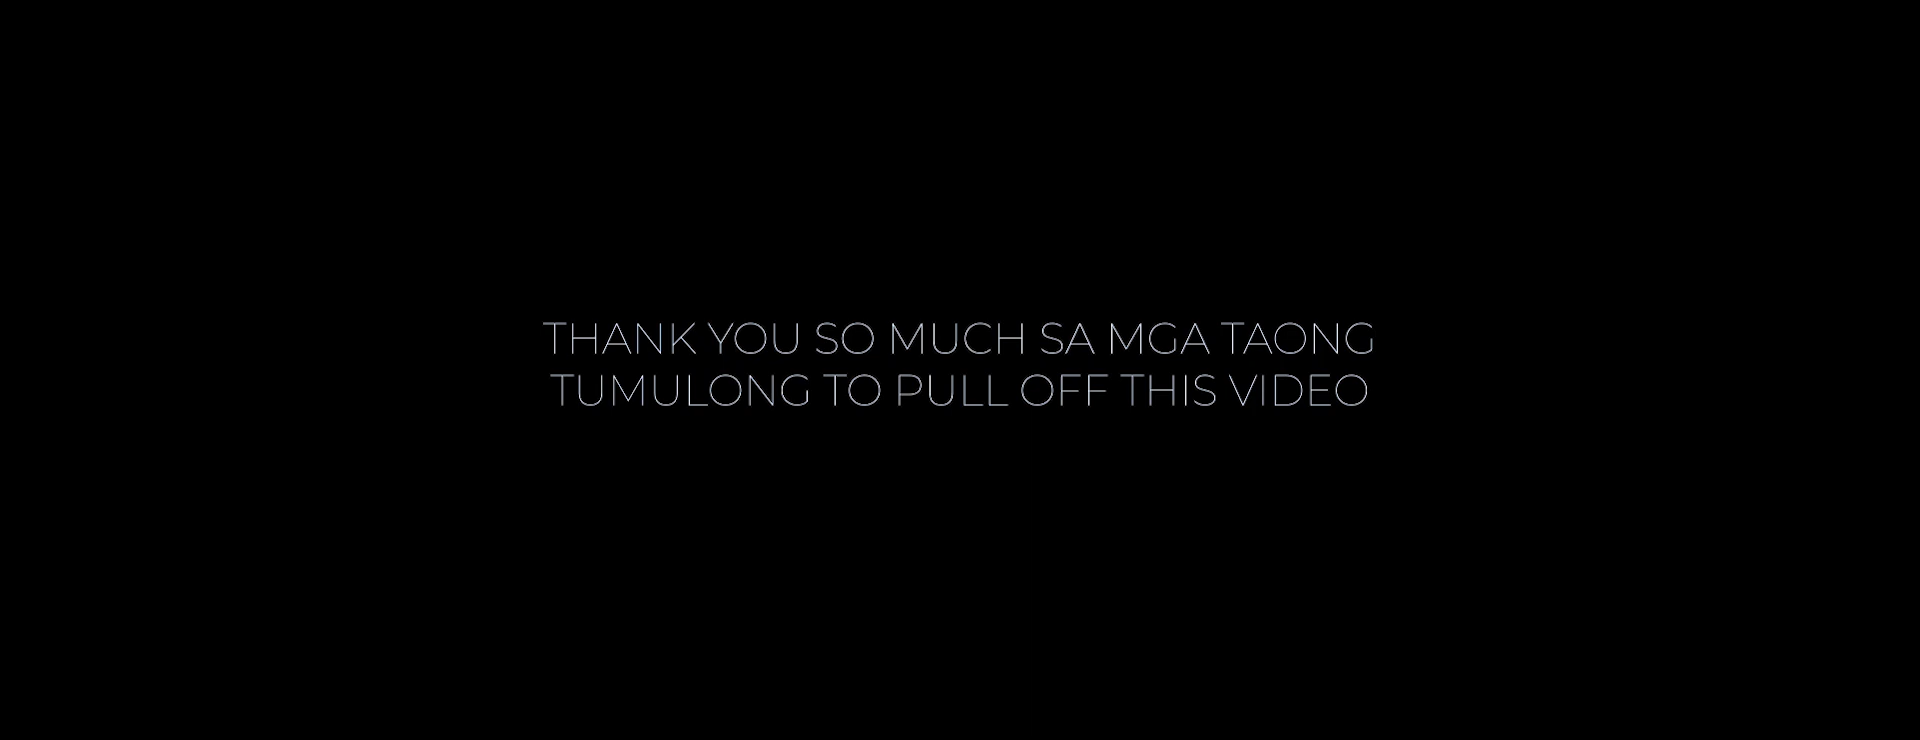 THANK YOU SO MUCH SA MGA TAONG
TUMULONG TO PULL OFF THIS VIDEO